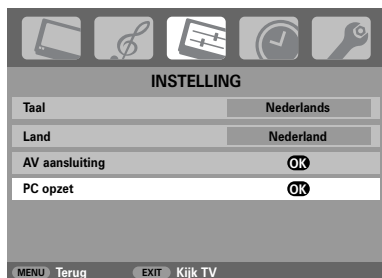 INSTELLING
Taal Nederlands
Land Nederland
AV aansluiting OK
PC opzet OK
MENU Terug EXIT Kijk TV